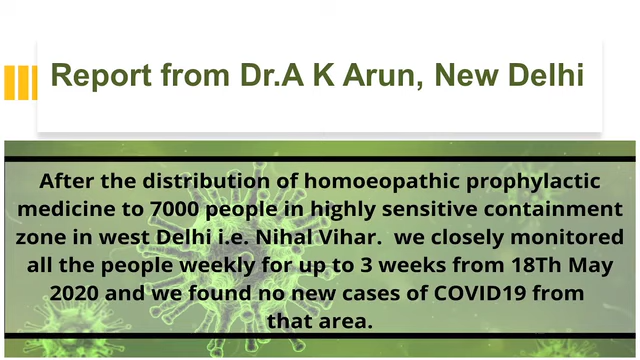 Report from Dr.A K Arun, New Delhi
After the distribution of homoeopathic prophylactic
medicine to 7000 people in highly sensitive containment
zone in west Delhi i.e. Nihal Vihar.  we closely monitored
all the people weekly for up to 3 weeks from 18Th May
2020 and we found no new cases of COVID19 from
that area.